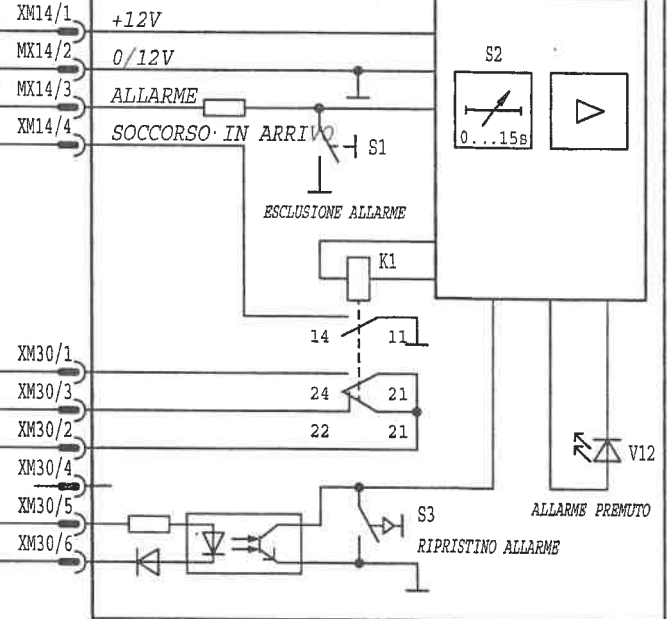 XM14/1 +12V
MX14/2 0/12V
MX14/3 ALLARME
XM14/4 SOCCORSO IN ARRIVO
S2
0...15s
S1
ESCLUSIONE ALLARME
K1
14 11
XM30/1
XM30/3 24 21
XM30/2 22 21
XM30/4
XM30/5
XM30/6
V12
ALLARME PREMUTO
S3
RIPRISTINO ALLARME